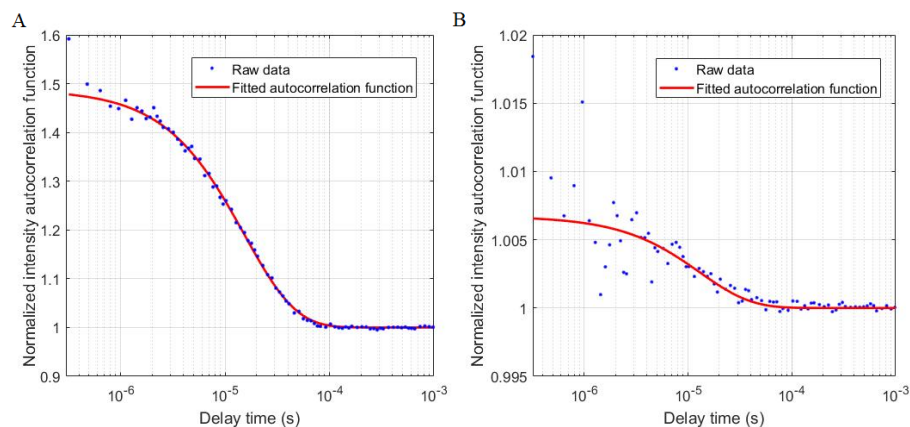 A
1.6
1.5
1.4
1.3
1.2
1.1
1
0.9
10-6
10-5
10-4
10-3
Normalized intensity autocorrelation function
Delay time (s)
Raw data
Fitted autocorrelation function
B
1.02
1.015
1.01
1.005
1
0.995
10-6
10-5
10-4
10-3
Normalized intensity autocorrelation function
Delay time (s)
Raw data
Fitted autocorrelation function